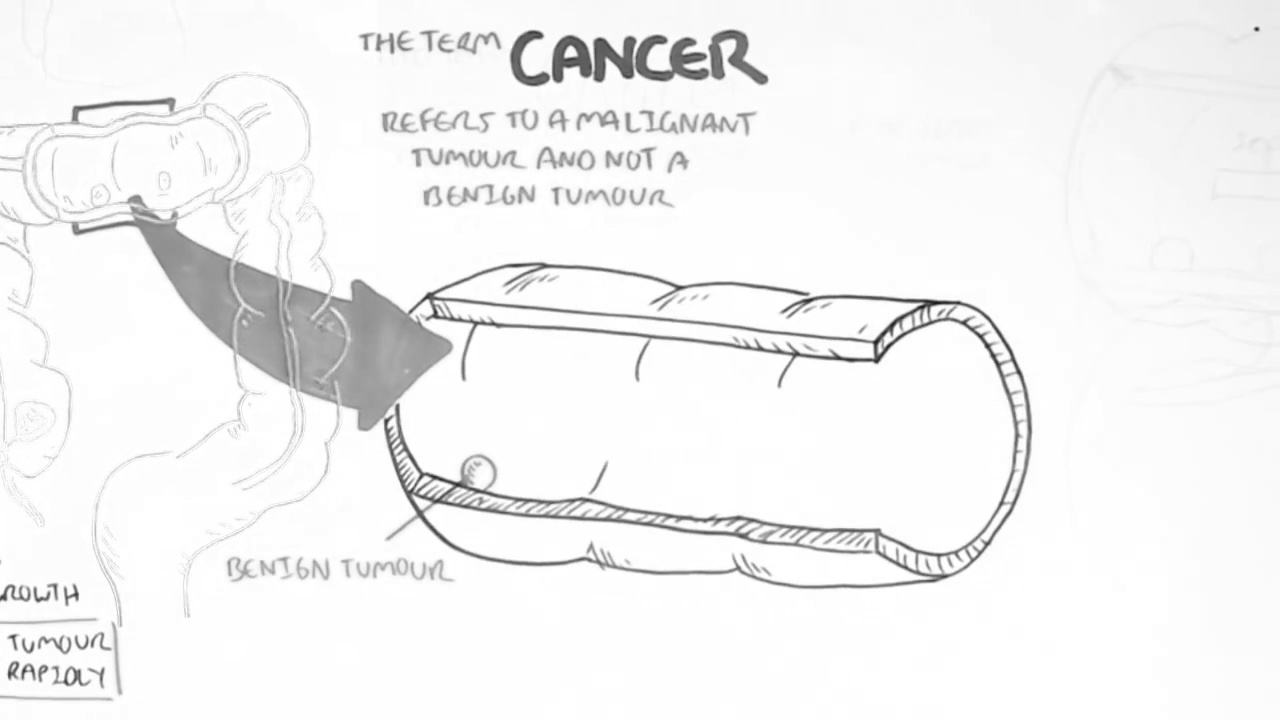 THE TERM CANCER
REFERS TO A MALIGNANT
TUMOUR AND NOT A
BENIGN TUMOUR
BENIGN TUMOUR
ROWTH
TUMOUR
RAPIDLY